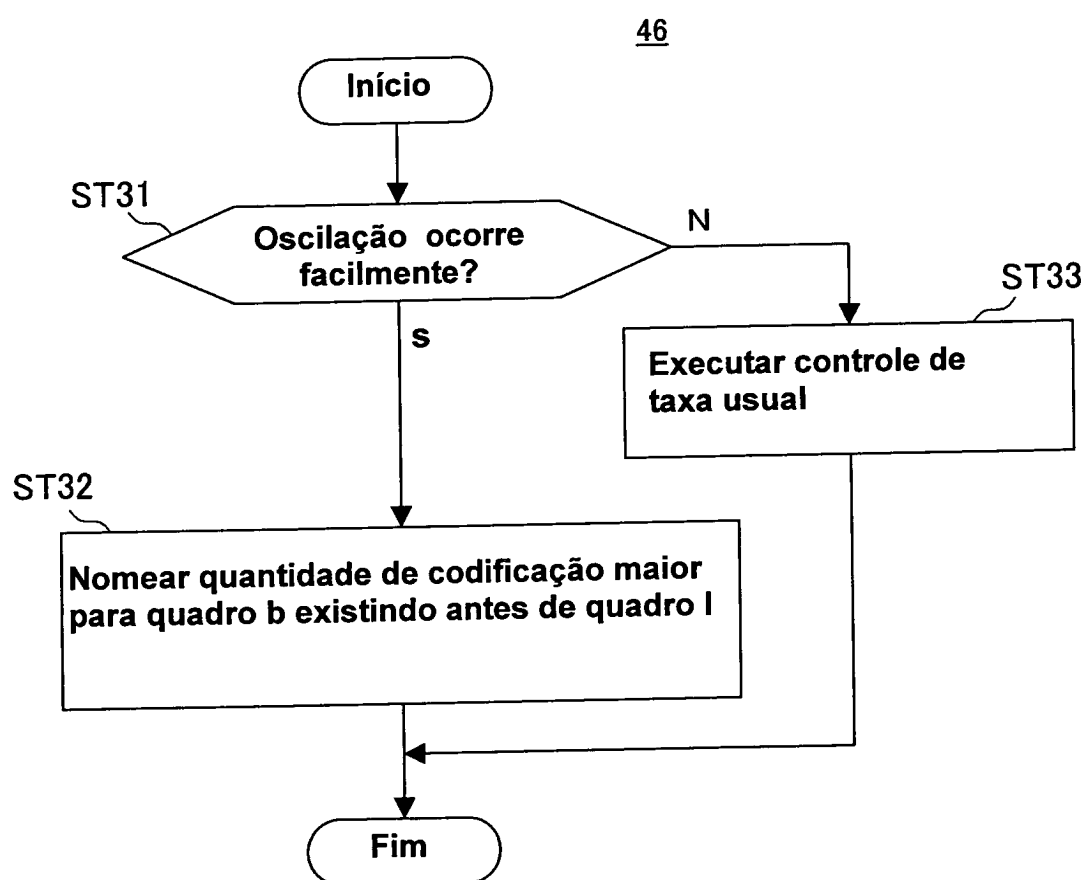 46
Início
ST31
Oscilação ocorre
facilmente?
N
s
ST33
Executar controle de
taxa usual
ST32
Nomear quantidade de codificação maior
para quadro b existindo antes de quadro I
Fim